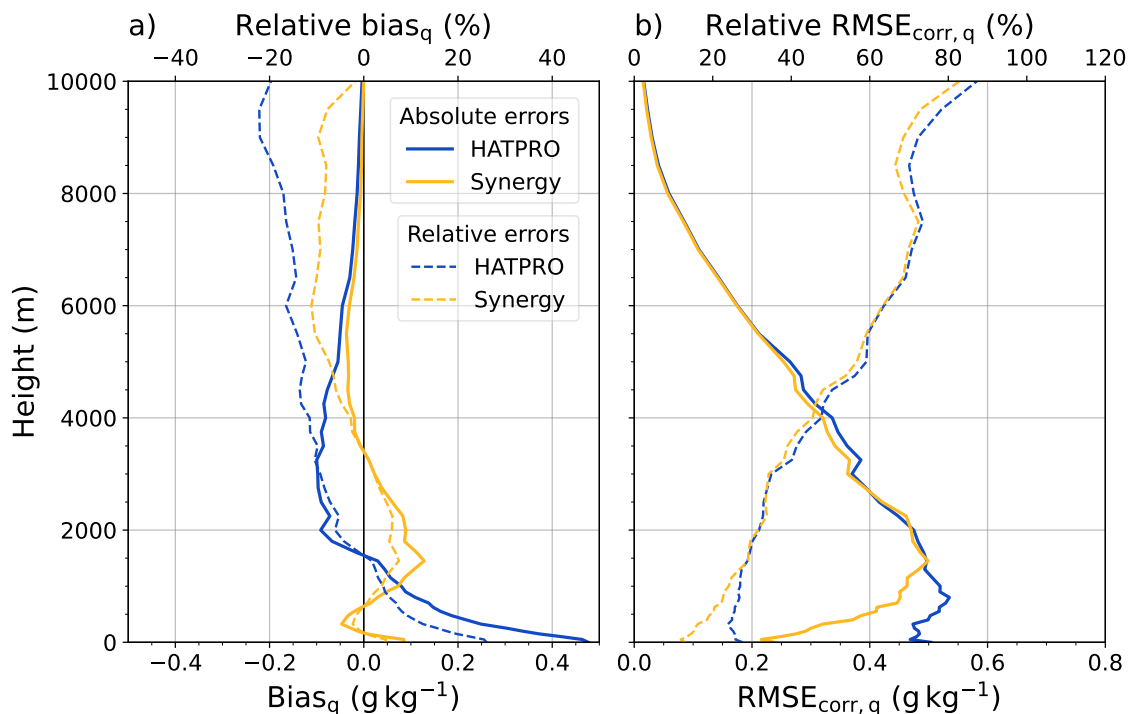 a) Relative bias_q (%)
−40 −20 0 20 40
10000
8000
6000
4000
2000
0
Height (m)
Absolute errors
HATPRO
Synergy
Relative errors
HATPRO
Synergy
−0.4 −0.2 0.0 0.2 0.4
Bias_q (g kg⁻¹)
b) Relative RMSE_corr, q (%)
0 20 40 60 80 100 120
0.0 0.2 0.4 0.6 0.8
RMSE_corr, q (g kg⁻¹)